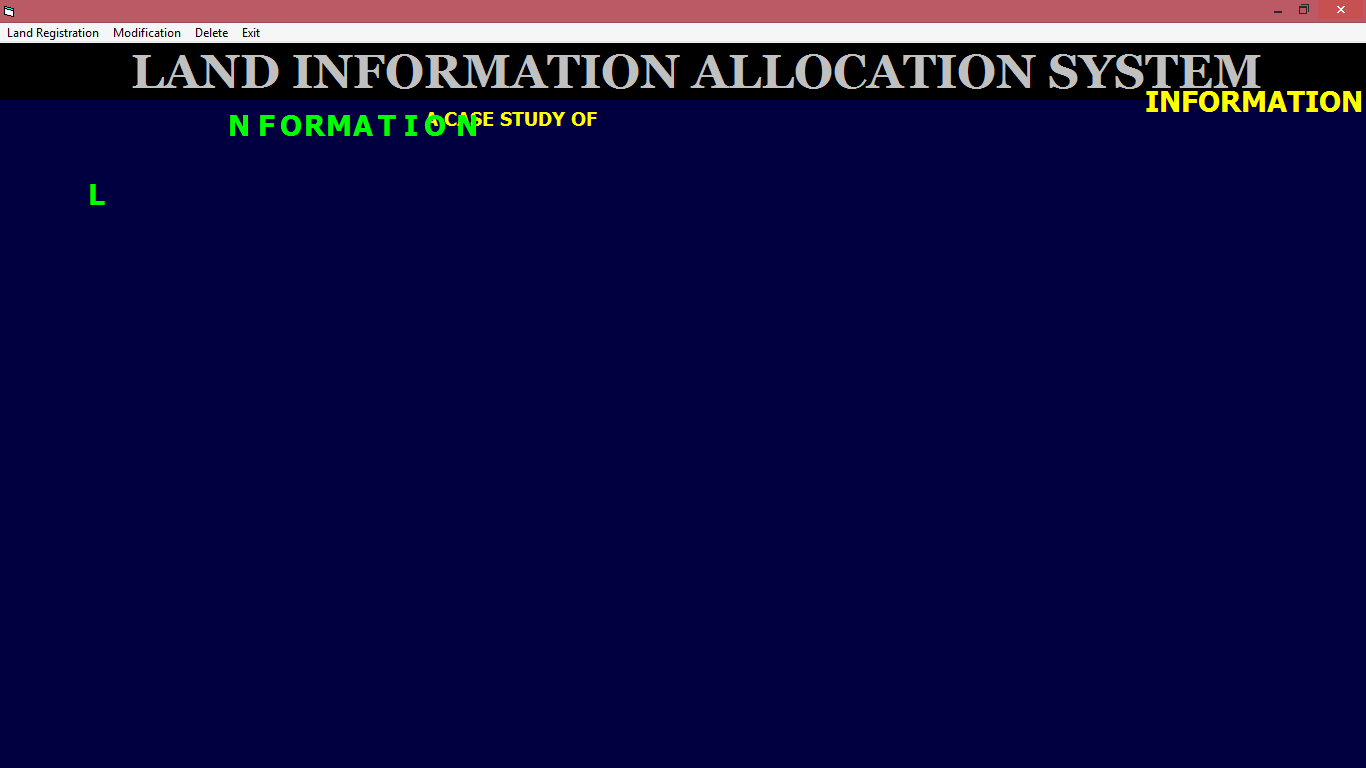 Land Registration Modification Delete Exit
LAND INFORMATION ALLOCATION SYSTEM
INFORMATION
A CASE STUDY OF
N F O R M A T I O N
L